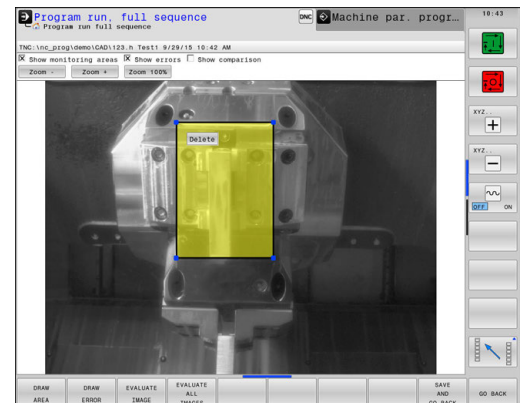 Program run, full sequence
Program run full sequence
DNC
Machine par. progr…
10:43
TNC:\nc_prog\demo\CAD\123.h Test1 9/29/15 10:42 AM
Show monitoring areas
Show errors
Show comparison
Zoom -
Zoom +
Zoom 100%
Delete
XYZ..
+
XYZ..
−
OFF ON
DRAW AREA
DRAW ERROR
EVALUATE IMAGE
EVALUATE ALL IMAGES
SAVE AND GO BACK
GO BACK